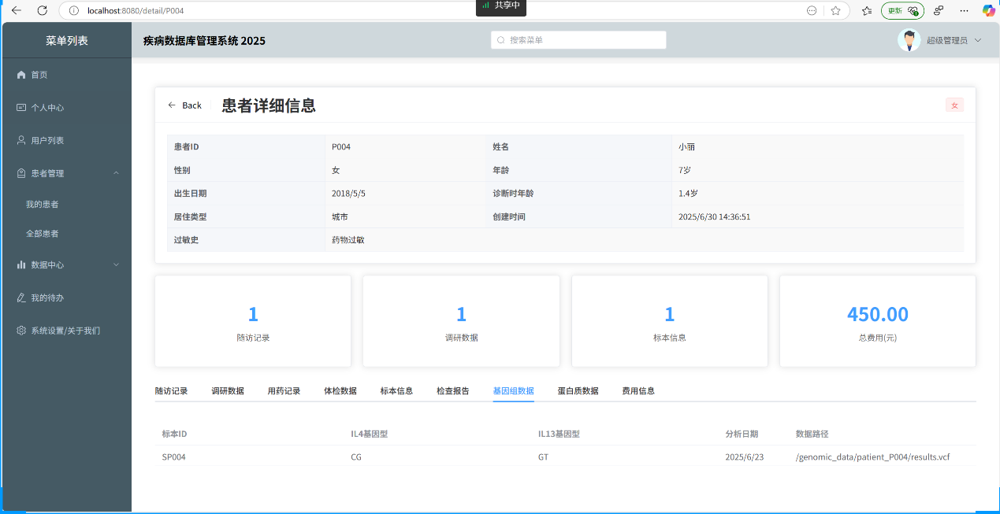 localhost:8080/detail/P004
共享中
更新
菜单列表
疾病数据库管理系统 2025
搜索菜单
超级管理员
首页
个人中心
用户列表
患者管理
我的患者
全部患者
数据中心
我的待办
系统设置/关于我们
Back 患者详细信息 女
患者ID P004 姓名 小丽
性别 女 年龄 7岁
出生日期 2018/5/5 诊断时年龄 1.4岁
居住类型 城市 创建时间 2025/6/30 14:36:51
过敏史 药物过敏
1 1 1 450.00
随访记录 调研数据 标本信息 总费用(元)
随访记录 调研数据 用药记录 体检数据 标本信息 检查报告 基因组数据 蛋白质数据 费用信息
标本ID IL4基因型 IL13基因型 分析日期 数据路径
SP004 CG GT 2025/6/23 /genomic_data/patient_P004/results.vcf